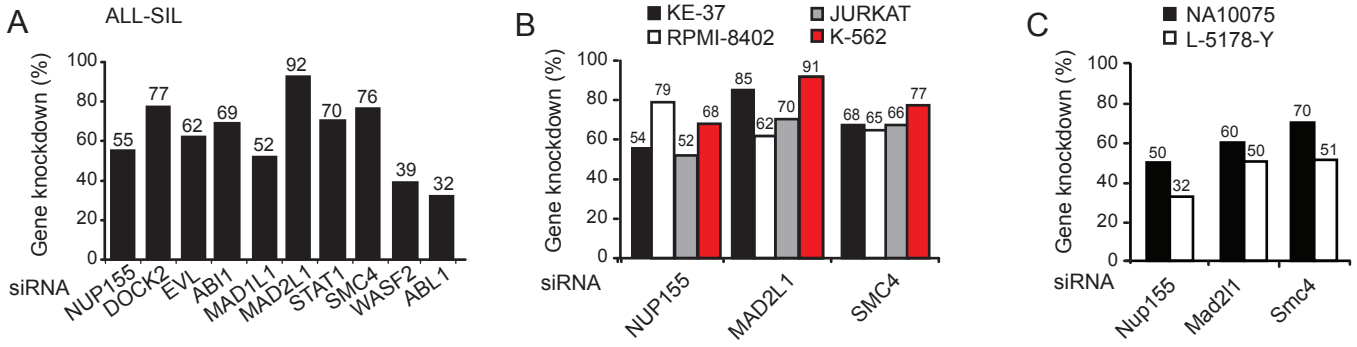 A
ALL-SIL
Gene knockdown (%)
100
80
60
40
20
0
55
77
62
69
52
92
70
76
39
32
siRNA
NUP155
DOCK2
EVL
ABI1
MAD1L1
MAD2L1
STAT1
SMC4
WASF2
ABL1
B
KE-37
JURKAT
RPMI-8402
K-562
Gene knockdown (%)
100
80
60
40
20
0
54
79
52
68
85
62
70
91
68
65
66
77
siRNA
NUP155
MAD2L1
SMC4
C
NA10075
L-5178-Y
Gene knockdown (%)
100
80
60
40
20
0
50
32
60
50
70
51
siRNA
Nup155
Mad2l1
Smc4